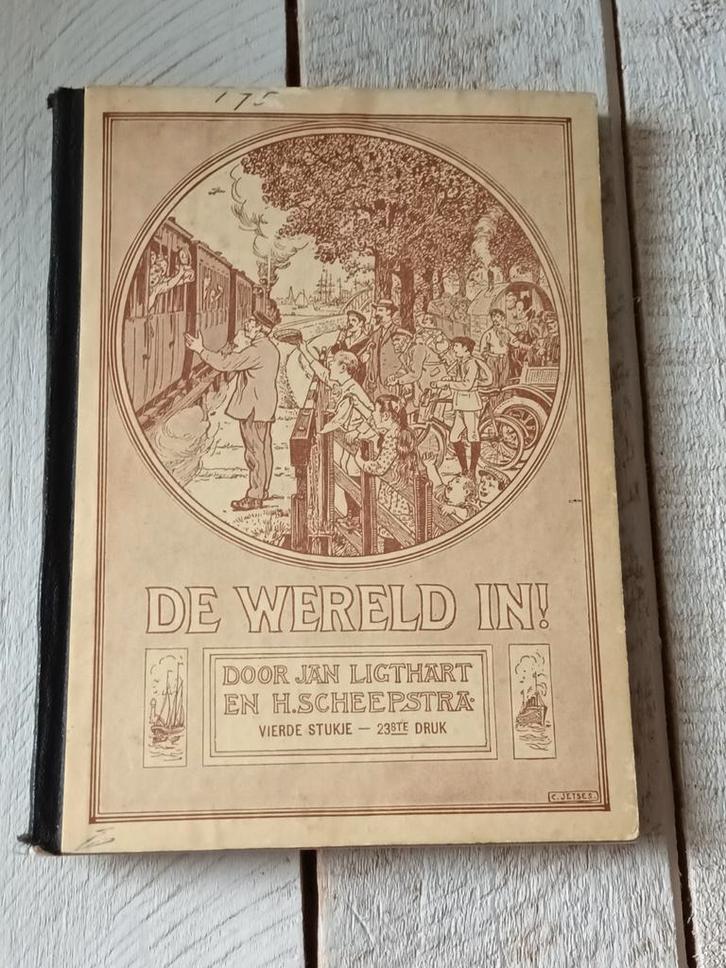 175
DE WERELD IN!
DOOR JAN LIGTHART
EN H. SCHEEPSTRA·
VIERDE STUKJE — 23STE DRUK
C. JETSES.